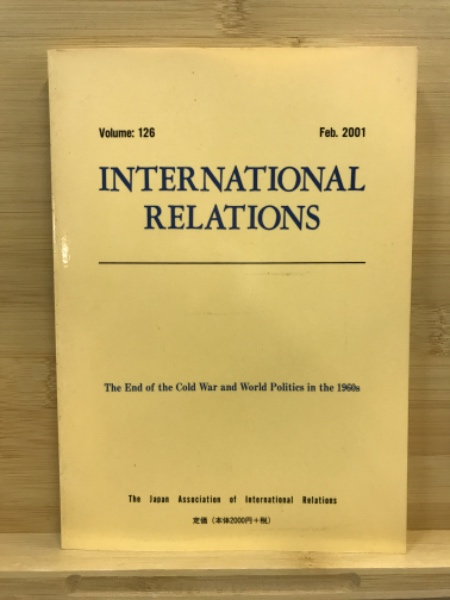 Volume: 126 Feb. 2001
INTERNATIONAL
RELATIONS
The End of the Cold War and World Politics in the 1960s
The Japan Association of International Relations
定価（本体2000円＋税）